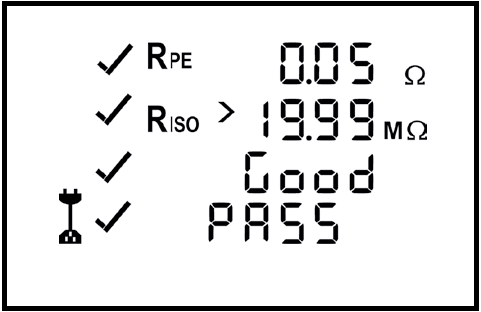 ✓ RPE 0.05 Ω
✓ RISO > 19.99 MΩ
✓ Good
✓ PASS